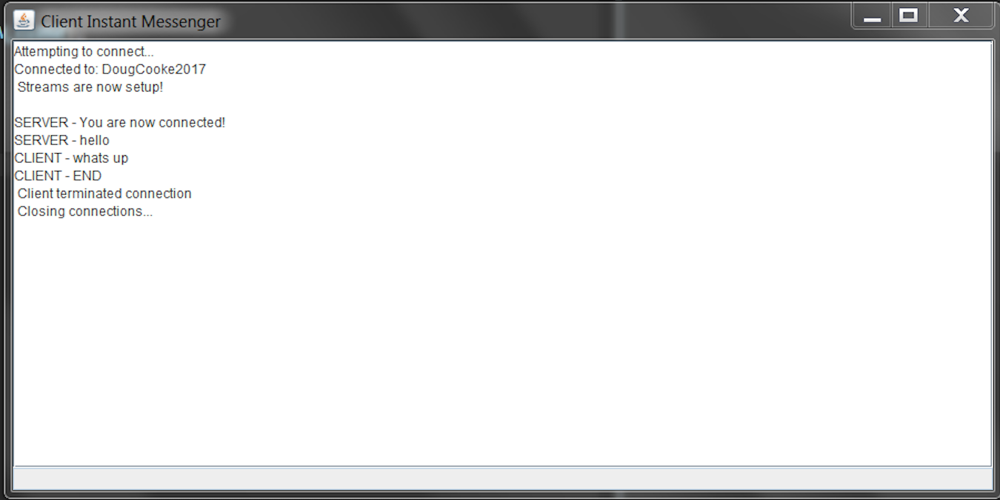 Client Instant Messenger
Attempting to connect...
Connected to: DougCooke2017
Streams are now setup!
SERVER - You are now connected!
SERVER - hello
CLIENT - whats up
CLIENT - END
Client terminated connection
Closing connections...